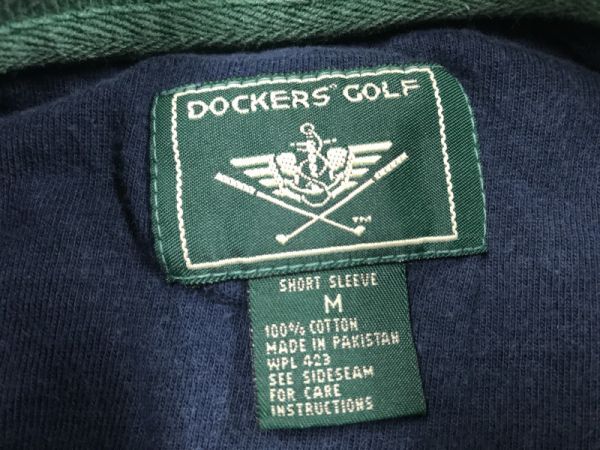 DOCKERS® GOLF
™
SHORT SLEEVE
M
100% COTTON
MADE IN PAKISTAN
WPL 423
SEE SIDESEAM
FOR CARE
INSTRUCTIONS